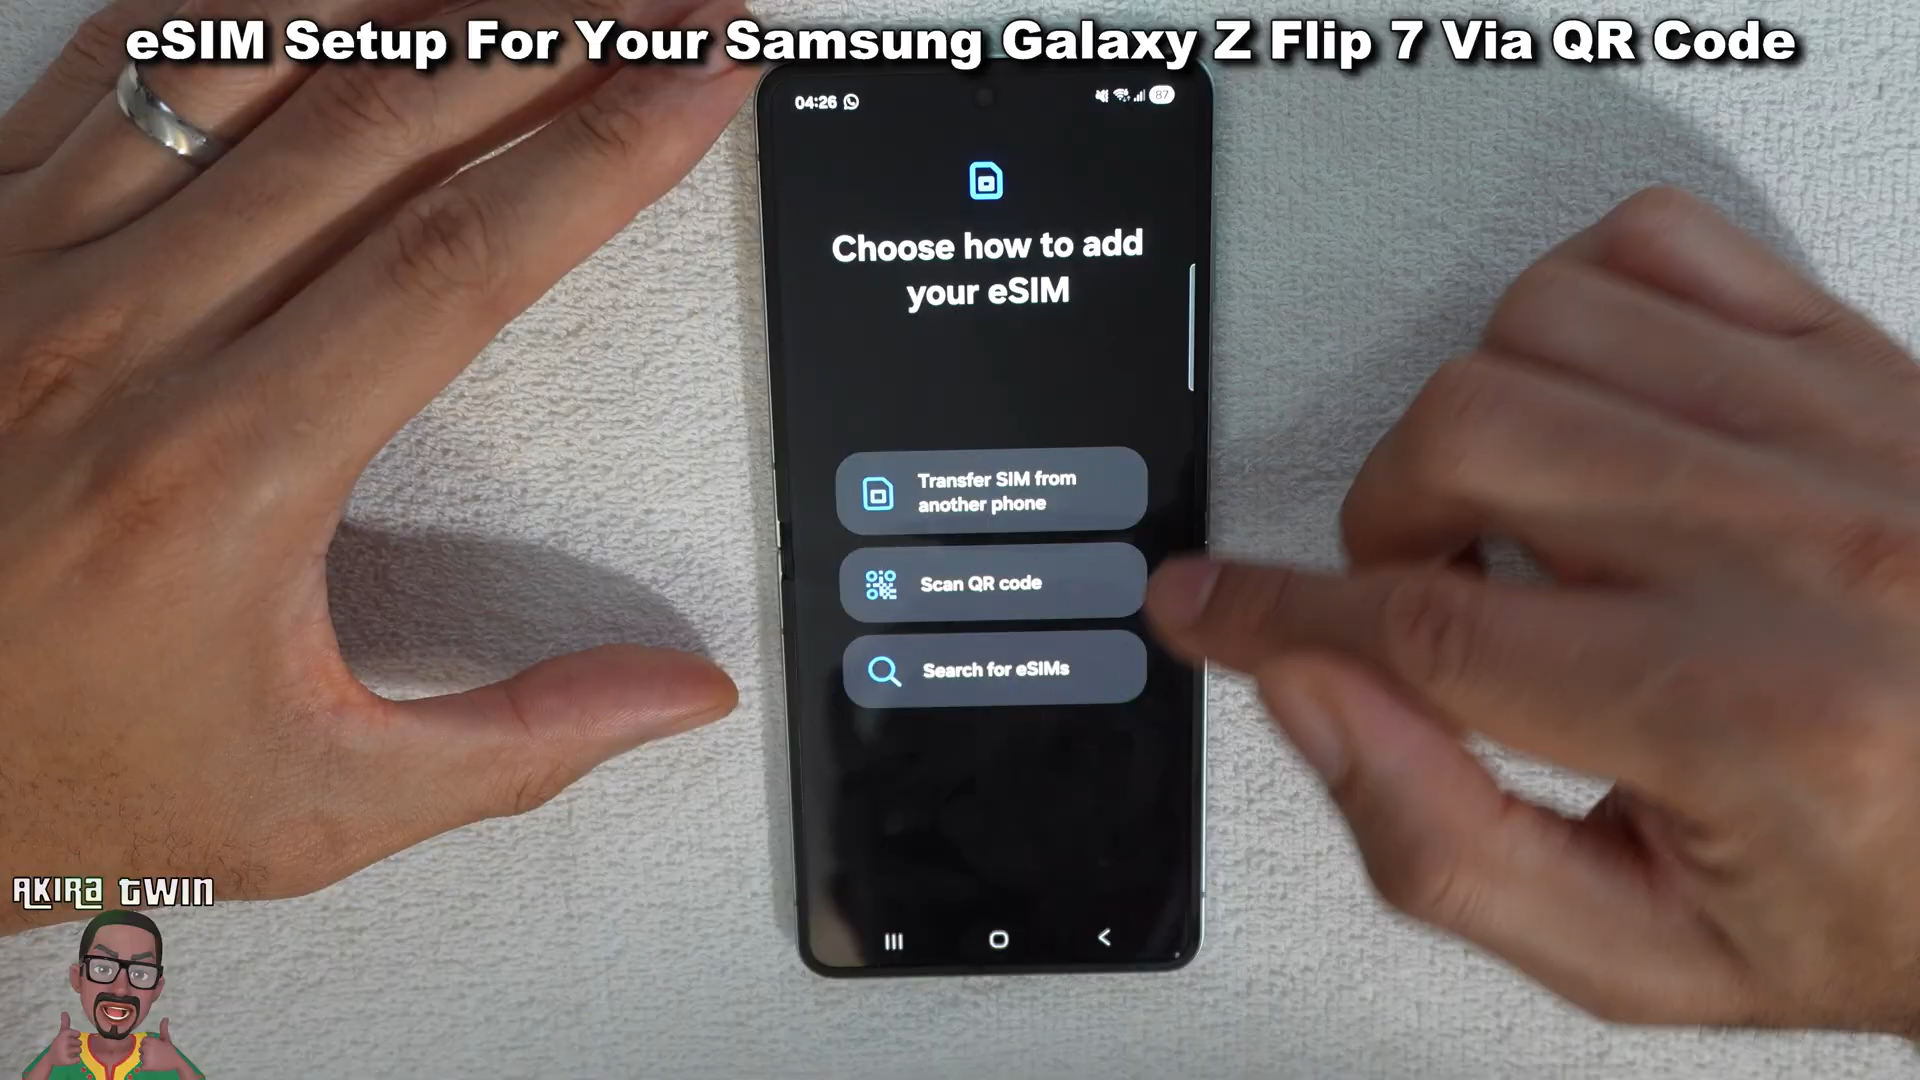 eSIM Setup For Your Samsung Galaxy Z Flip 7 Via QR Code
04:26
87
Choose how to add
your eSIM
Transfer SIM from
another phone
Scan QR code
Search for eSIMs
AKIRA TWIN